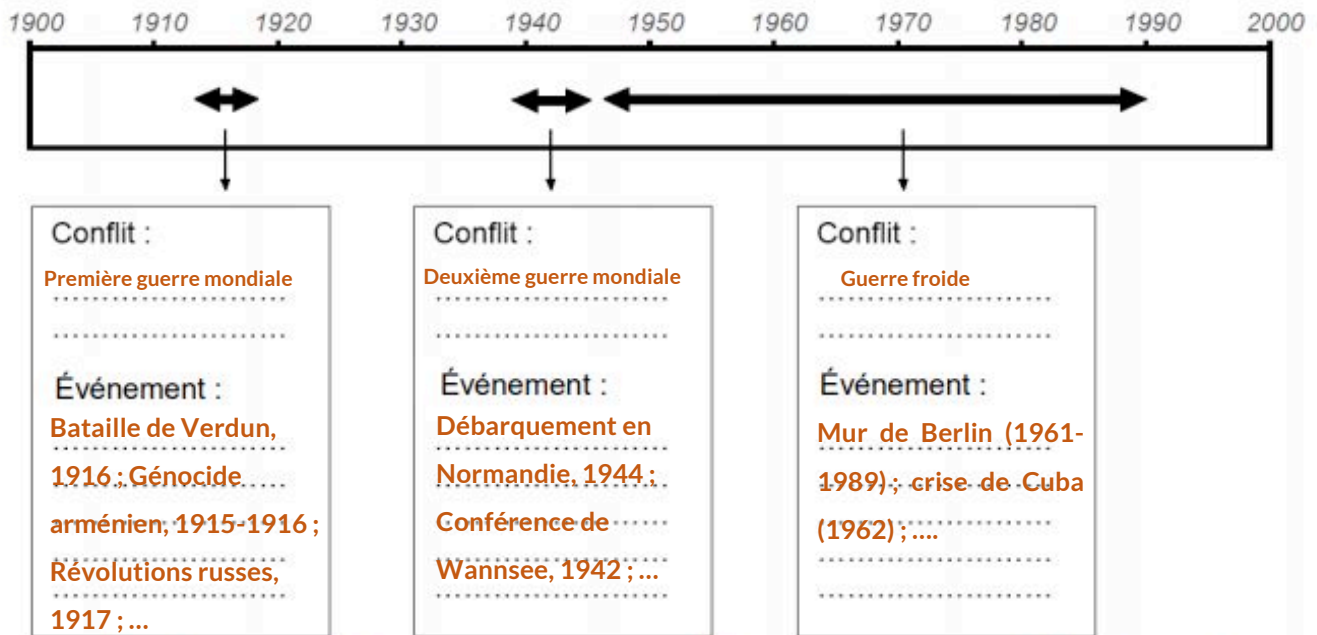 1900 1910 1920 1930 1940 1950 1960 1970 1980 1990 2000
Conflit :
Première guerre mondiale
Événement :
Bataille de Verdun,
1916 ; Génocide
arménien, 1915-1916 ;
Révolutions russes,
1917 ; ...
Conflit :
Deuxième guerre mondiale
Événement :
Débarquement en
Normandie, 1944 ;
Conférence de
Wannsee, 1942 ; ...
Conflit :
Guerre froide
Événement :
Mur de Berlin (1961-
1989) ; crise de Cuba
(1962) ; ....